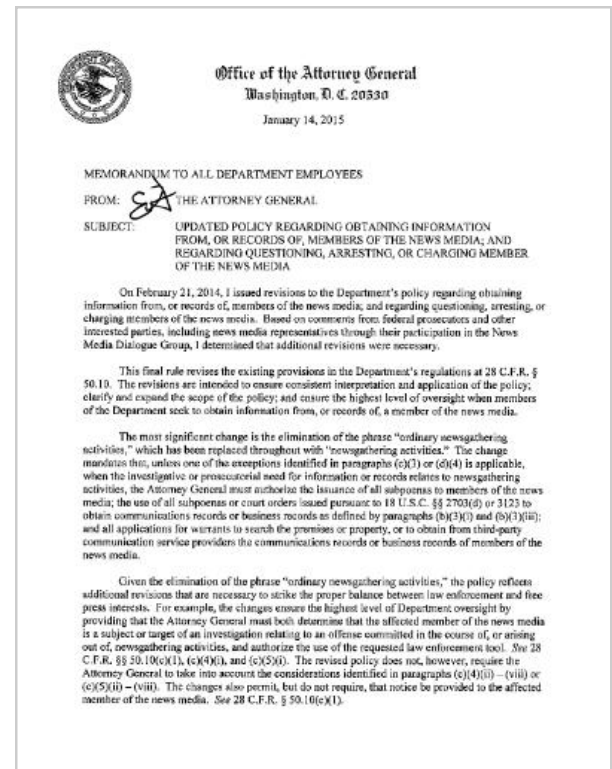 Office of the Attorney General
Washington, D. C. 20530
January 14, 2015
MEMORANDUM TO ALL DEPARTMENT EMPLOYEES
FROM: THE ATTORNEY GENERAL
SUBJECT: UPDATED POLICY REGARDING OBTAINING INFORMATION
FROM, OR RECORDS OF, MEMBERS OF THE NEWS MEDIA; AND
REGARDING QUESTIONING, ARRESTING, OR CHARGING MEMBER
OF THE NEWS MEDIA
On February 21, 2014, I issued revisions to the Department's policy regarding obtaining
information from, or records of, members of the news media; and regarding questioning, arresting, or
charging members of the news media. Based on comments from federal prosecutors and other
interested parties, including news media representatives through their participation in the News
Media Dialogue Group, I determined that additional revisions were necessary.
This final rule revises the existing provisions in the Department's regulations at 28 C.F.R. §
50.10. The revisions are intended to ensure consistent interpretation and application of the policy;
clarify and expand the scope of the policy; and ensure the highest level of oversight when members
of the Department seek to obtain information from, or records of, a member of the news media.
The most significant change is the elimination of the phrase "ordinary newsgathering
activities," which has been replaced throughout with "newsgathering activities." The change
mandates that, unless one of the exceptions identified in paragraphs (c)(3) or (d)(4) is applicable,
when the investigative or prosecutorial need for information or records relates to newsgathering
activities, the Attorney General must authorize the issuance of all subpoenas to members of the news
media; the use of all subpoenas or court orders issued pursuant to 18 U.S.C. §§ 2703(d) or 3123 to
obtain communications records or business records as defined by paragraphs (b)(3)(i) and (b)(3)(iii);
and all applications for warrants to search the premises or property, or to obtain from third-party
communication service providers the communications records or business records of members of the
news media.
Given the elimination of the phrase "ordinary newsgathering activities," the policy reflects
additional revisions that are necessary to strike the proper balance between law enforcement and free
press interests. For example, the changes ensure the highest level of Department oversight by
providing that the Attorney General must both determine that the affected member of the news media
is a subject or target of an investigation relating to an offense committed in the course of, or arising
out of, newsgathering activities, and authorize the use of the requested law enforcement tool. See 28
C.F.R. §§ 50.10(c)(1), (c)(4)(i), and (c)(5)(i). The revised policy does not, however, require the
Attorney General to take into account the considerations identified in paragraphs (c)(4)(ii) – (viii) or
(c)(5)(ii) – (viii). The changes also permit, but do not require, that notice be provided to the affected
member of the news media. See 28 C.F.R. § 50.10(e)(1).